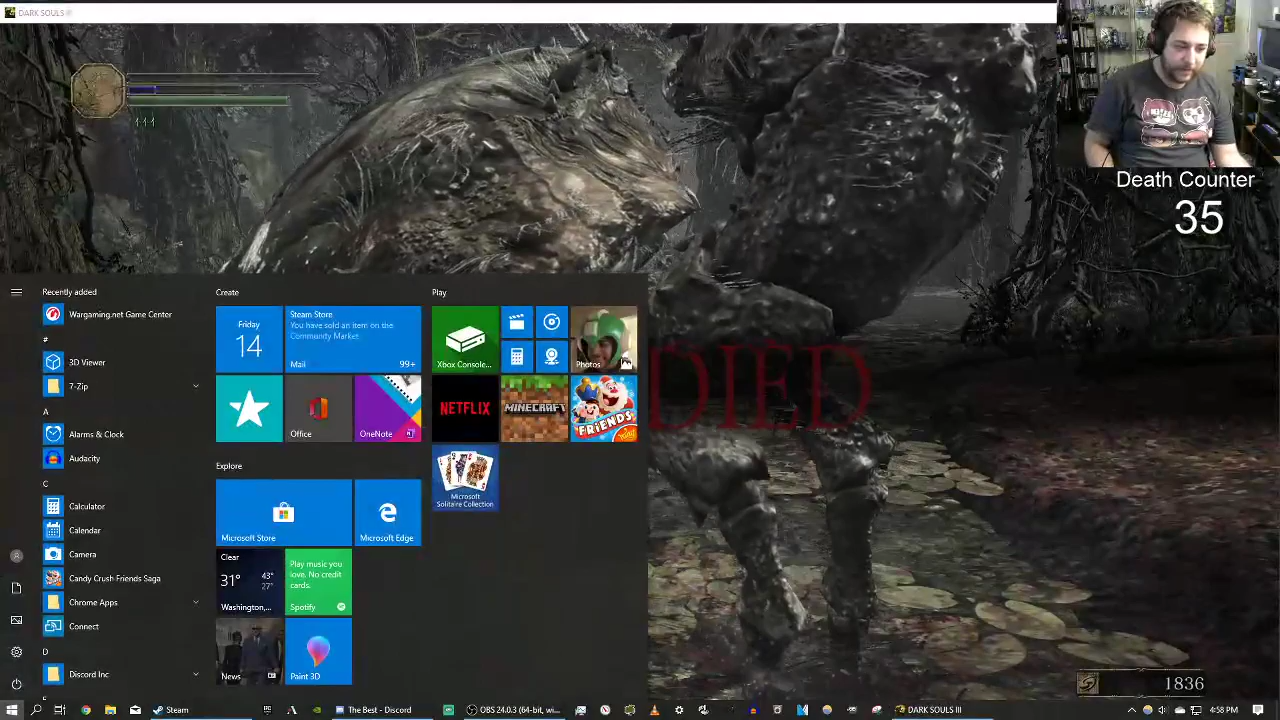 DARK SOULS III
Death Counter
35
DIED
Recently added
Wargaming.net Game Center
#
3D Viewer
7-Zip
A
Alarms & Clock
Audacity
C
Calculator
Calendar
Camera
Candy Crush Friends Saga
Chrome Apps
Connect
D
Discord Inc
Create
Friday
14
Steam Store
You have sold an item on the
Community Market.
Mail 99+
Office
OneNote
Explore
Microsoft Store
Microsoft Edge
Clear
31° 43°
27°
Washington,...
Play music you
love. No credit
cards.
Spotify
News
Paint 3D
Play
Xbox Console...
Photos
NETFLIX
MINECRAFT
FRIENDS
Microsoft
Solitaire Collection
1836
Steam
The Best - Discord
OBS 24.0.3 (64-bit, wi...
DARK SOULS III
4:58 PM